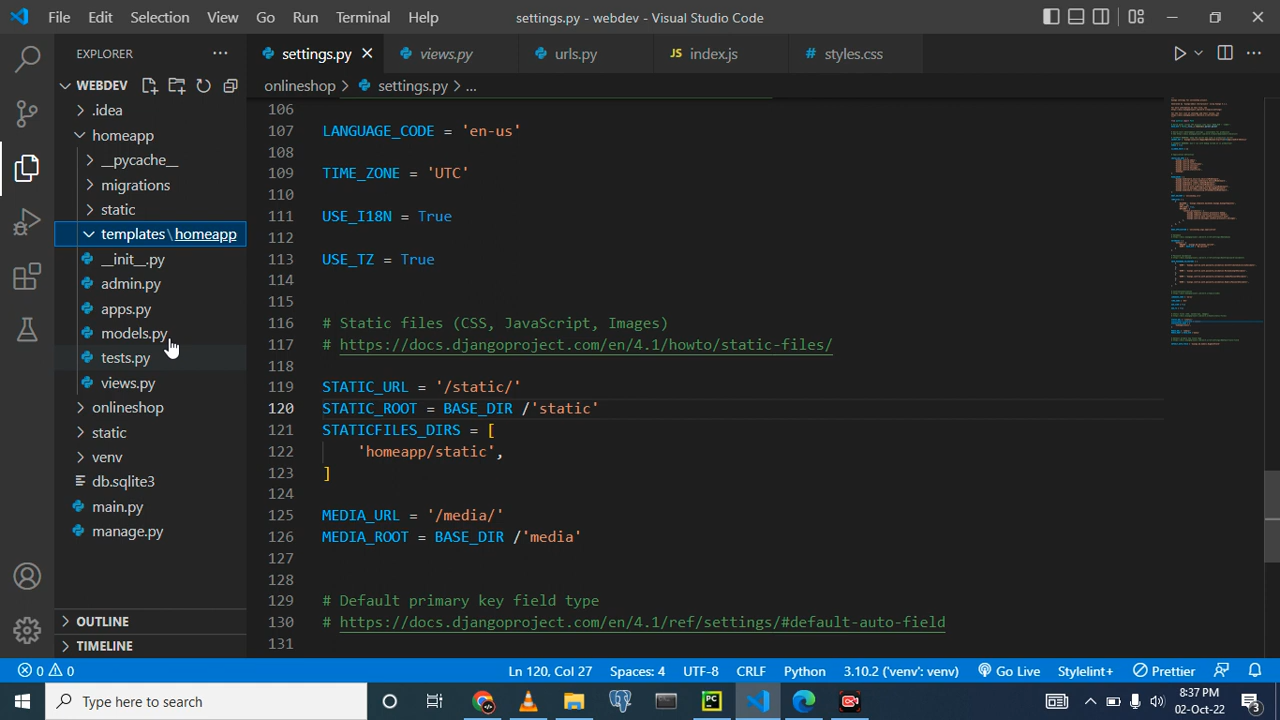 File Edit Selection View Go Run Terminal Help settings.py - webdev - Visual Studio Code
EXPLORER
WEBDEV
.idea
homeapp
__pycache__
migrations
static
templates\homeapp
__init__.py
admin.py
apps.py
models.py
tests.py
views.py
onlineshop
static
venv
db.sqlite3
main.py
manage.py
OUTLINE
TIMELINE
settings.py views.py urls.py JS index.js # styles.css
onlineshop > settings.py > ...
106
107 LANGUAGE_CODE = 'en-us'
108
109 TIME_ZONE = 'UTC'
110
111 USE_I18N = True
112
113 USE_TZ = True
114
115
116 # Static files (CSS, JavaScript, Images)
117 # https://docs.djangoproject.com/en/4.1/howto/static-files/
118
119 STATIC_URL = '/static/'
120 STATIC_ROOT = BASE_DIR /'static'
121 STATICFILES_DIRS = [
122 'homeapp/static',
123 ]
124
125 MEDIA_URL = '/media/'
126 MEDIA_ROOT = BASE_DIR /'media'
127
128
129 # Default primary key field type
130 # https://docs.djangoproject.com/en/4.1/ref/settings/#default-auto-field
131
0 0 Ln 120, Col 27 Spaces: 4 UTF-8 CRLF Python 3.10.2 ('venv': venv) Go Live Stylelint+ Prettier
Type here to search
PC
8:37 PM
02-Oct-22
3